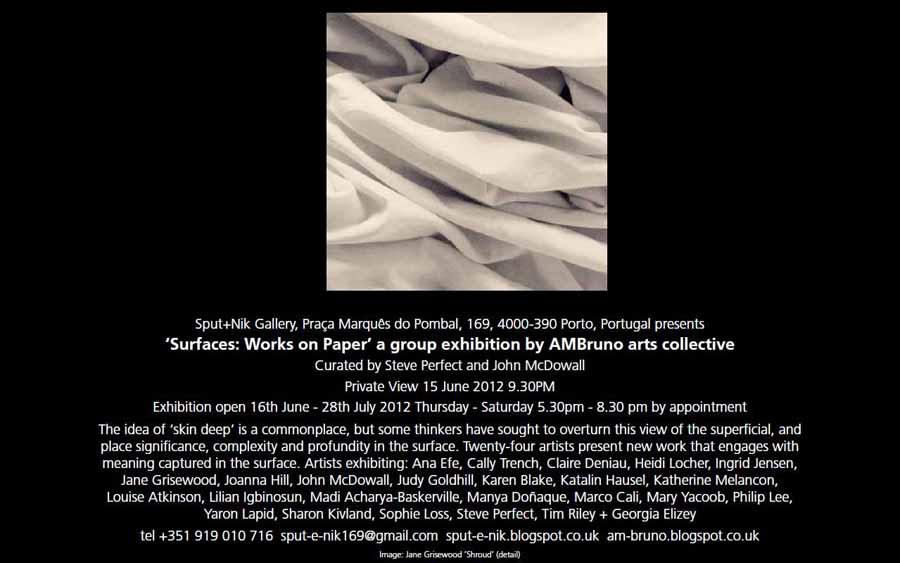 Sput+Nik Gallery, Praça Marquês do Pombal, 169, 4000-390 Porto, Portugal presents
‘Surfaces: Works on Paper’ a group exhibition by AMBruno arts collective
Curated by Steve Perfect and John McDowall
Private View 15 June 2012 9.30PM
Exhibition open 16th June - 28th July 2012 Thursday - Saturday 5.30pm - 8.30 pm by appointment
The idea of ‘skin deep’ is a commonplace, but some thinkers have sought to overturn this view of the superficial, and
place significance, complexity and profundity in the surface. Twenty-four artists present new work that engages with
meaning captured in the surface. Artists exhibiting: Ana Efe, Cally Trench, Claire Deniau, Heidi Locher, Ingrid Jensen,
Jane Grisewood, Joanna Hill, John McDowall, Judy Goldhill, Karen Blake, Katalin Hausel, Katherine Melancon,
Louise Atkinson, Lilian Igbinosun, Madi Acharya-Baskerville, Manya Doñaque, Marco Cali, Mary Yacoob, Philip Lee,
Yaron Lapid, Sharon Kivland, Sophie Loss, Steve Perfect, Tim Riley + Georgia Elizey
tel +351 919 010 716 sput-e-nik169@gmail.com sput-e-nik.blogspot.co.uk am-bruno.blogspot.co.uk
Image: Jane Grisewood ‘Shroud’ (detail)